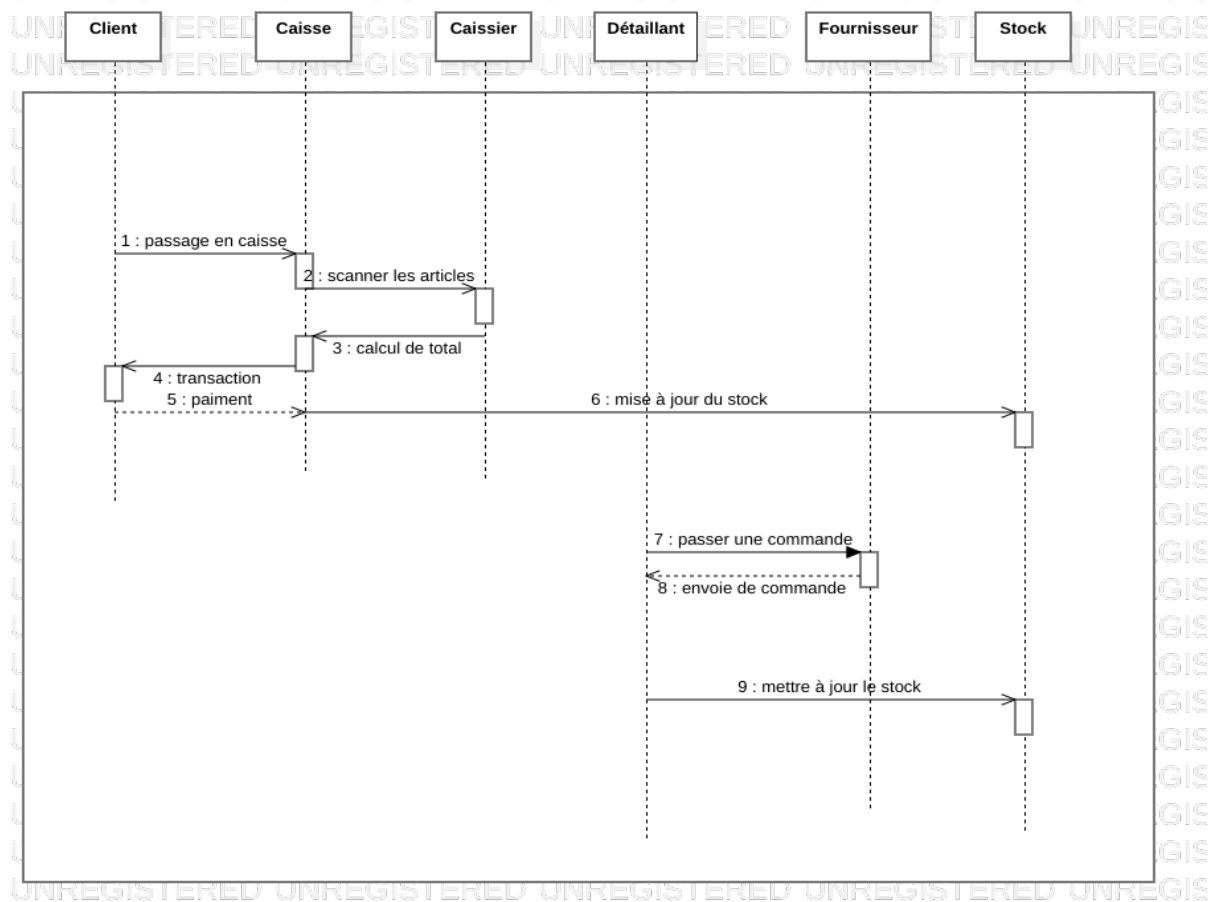 Client
Caisse
Caissier
Détaillant
Fournisseur
Stock
1 : passage en caisse
2 : scanner les articles
3 : calcul de total
4 : transaction
5 : paiment
6 : mise à jour du stock
7 : passer une commande
8 : envoie de commande
9 : mettre à jour le stock
UNREGISTERED UNREGISTERED UNREGISTERED UNREGIS